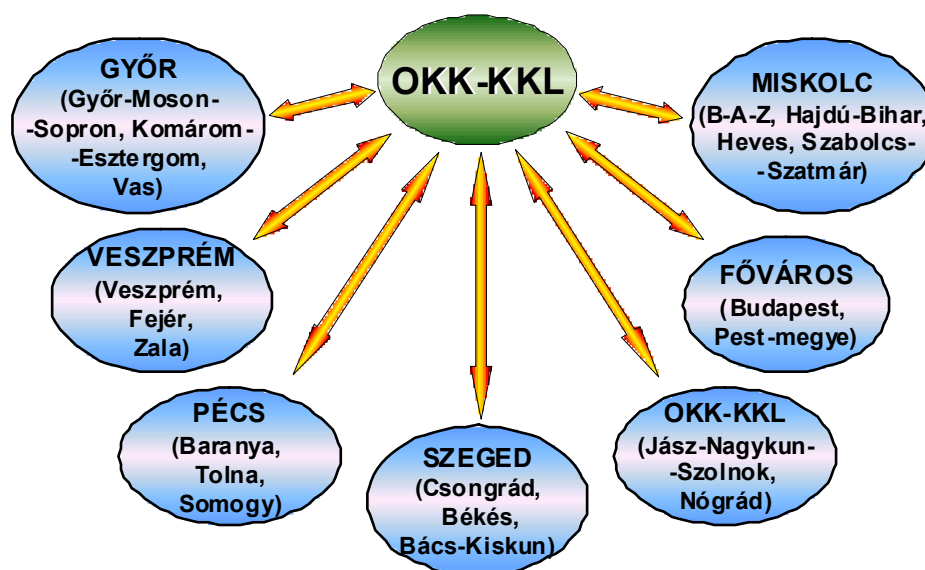 OKK-KKL
GYŐR
(Győr-Moson-
-Sopron, Komárom-
-Esztergom,
Vas)
VESZPRÉM
(Veszprém,
Fejér,
Zala)
PÉCS
(Baranya,
Tolna,
Somogy)
SZEGED
(Csongrád,
Békés,
Bács-Kiskun)
OKK-KKL
(Jász-Nagykun-
-Szolnok,
Nógrád)
FŐVÁROS
(Budapest,
Pest-megye)
MISKOLC
(B-A-Z, Hajdú-Bihar,
Heves, Szabolcs-
-Szatmár)